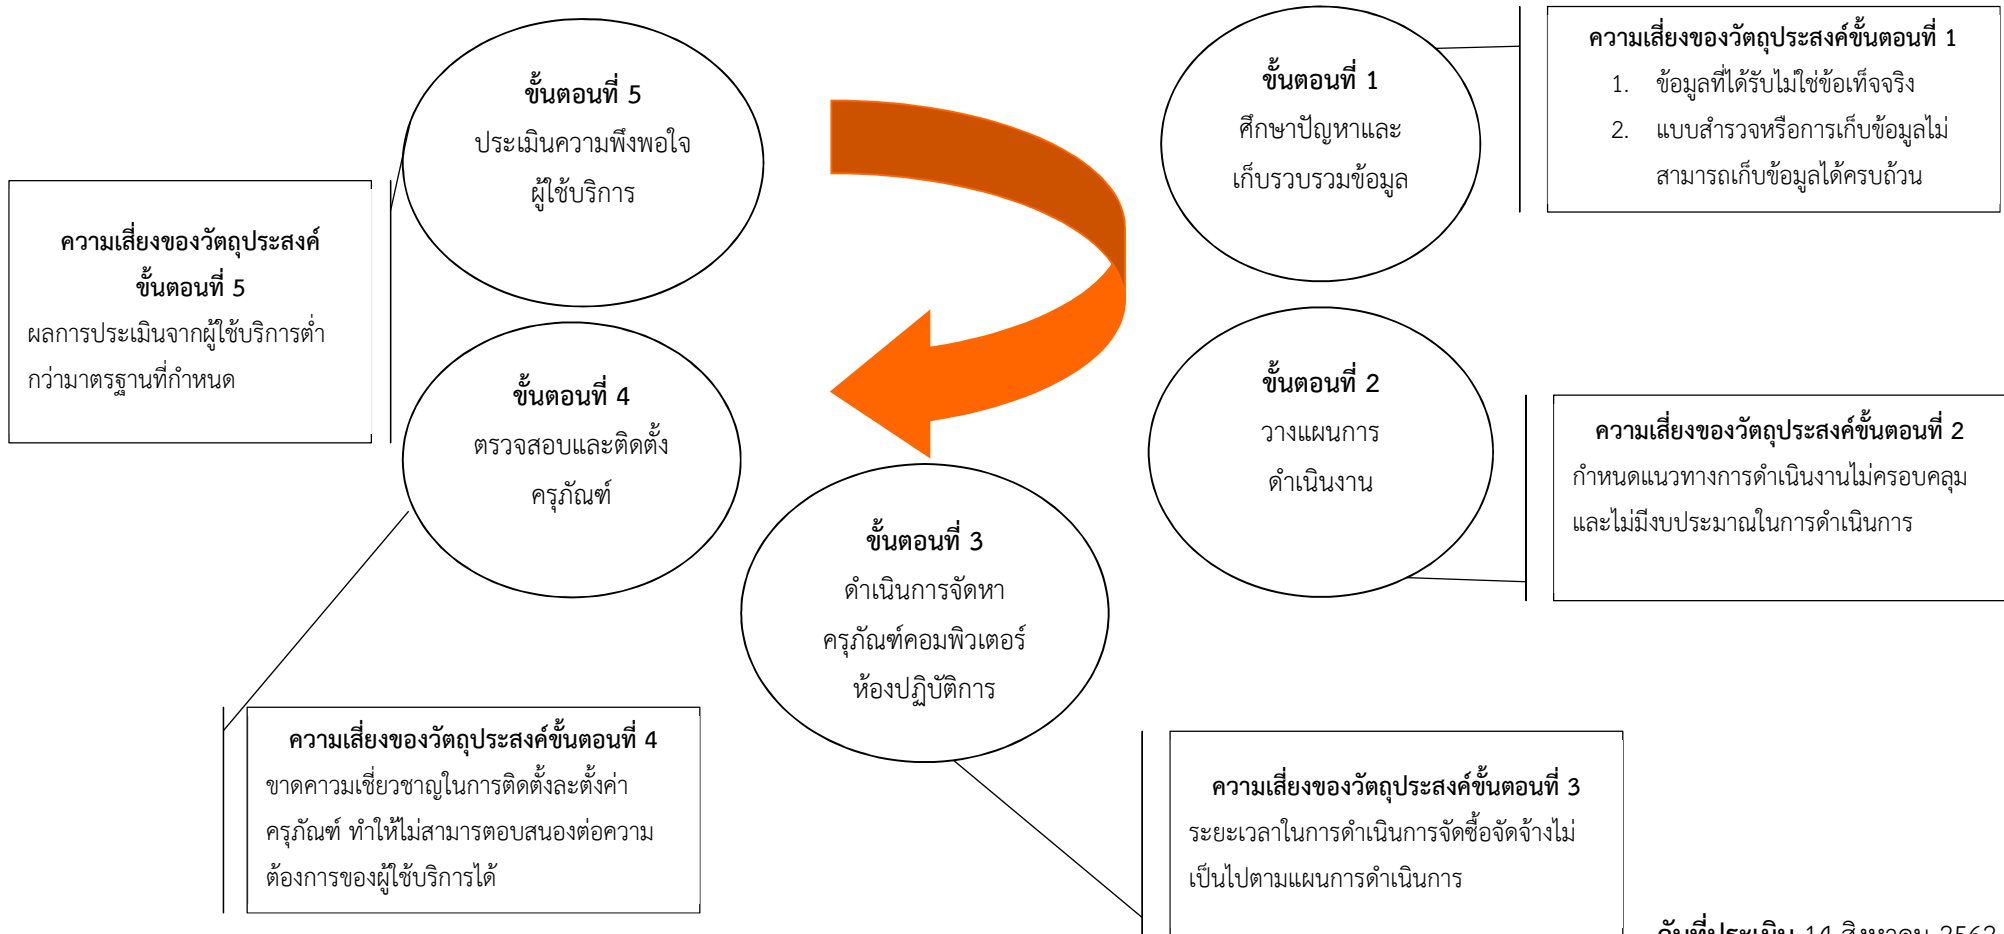 ขั้นตอนที่ 1
ศึกษาปัญหาและ
เก็บรวบรวมข้อมูล
ความเสี่ยงของวัตถุประสงค์ขั้นตอนที่ 1
1. ข้อมูลที่ได้รับไม่ใช่ข้อเท็จจริง
2. แบบสำรวจหรือการเก็บข้อมูลไม่
สามารถเก็บข้อมูลได้ครบถ้วน
ขั้นตอนที่ 2
วางแผนการ
ดำเนินงาน
ความเสี่ยงของวัตถุประสงค์ขั้นตอนที่ 2
กำหนดแนวทางการดำเนินงานไม่ครอบคลุม
และไม่มีงบประมาณในการดำเนินการ
ขั้นตอนที่ 3
ดำเนินการจัดหา
ครุภัณฑ์คอมพิวเตอร์
ห้องปฏิบัติการ
ความเสี่ยงของวัตถุประสงค์ขั้นตอนที่ 3
ระยะเวลาในการดำเนินการจัดซื้อจัดจ้างไม่
เป็นไปตามแผนการดำเนินการ
ขั้นตอนที่ 4
ตรวจสอบและติดตั้ง
ครุภัณฑ์
ความเสี่ยงของวัตถุประสงค์ขั้นตอนที่ 4
ขาดคาวมเชี่ยวชาญในการติดตั้งละตั้งค่า
ครุภัณฑ์ ทำให้ไม่สามารตอบสนองต่อความ
ต้องการของผู้ใช้บริการได้
ขั้นตอนที่ 5
ประเมินความพึงพอใจ
ผู้ใช้บริการ
ความเสี่ยงของวัตถุประสงค์
ขั้นตอนที่ 5
ผลการประเมินจากผู้ใช้บริการต่ำ
กว่ามาตรฐานที่กำหนด
วันที่ประเมิน 14 สิงหาคม 2562